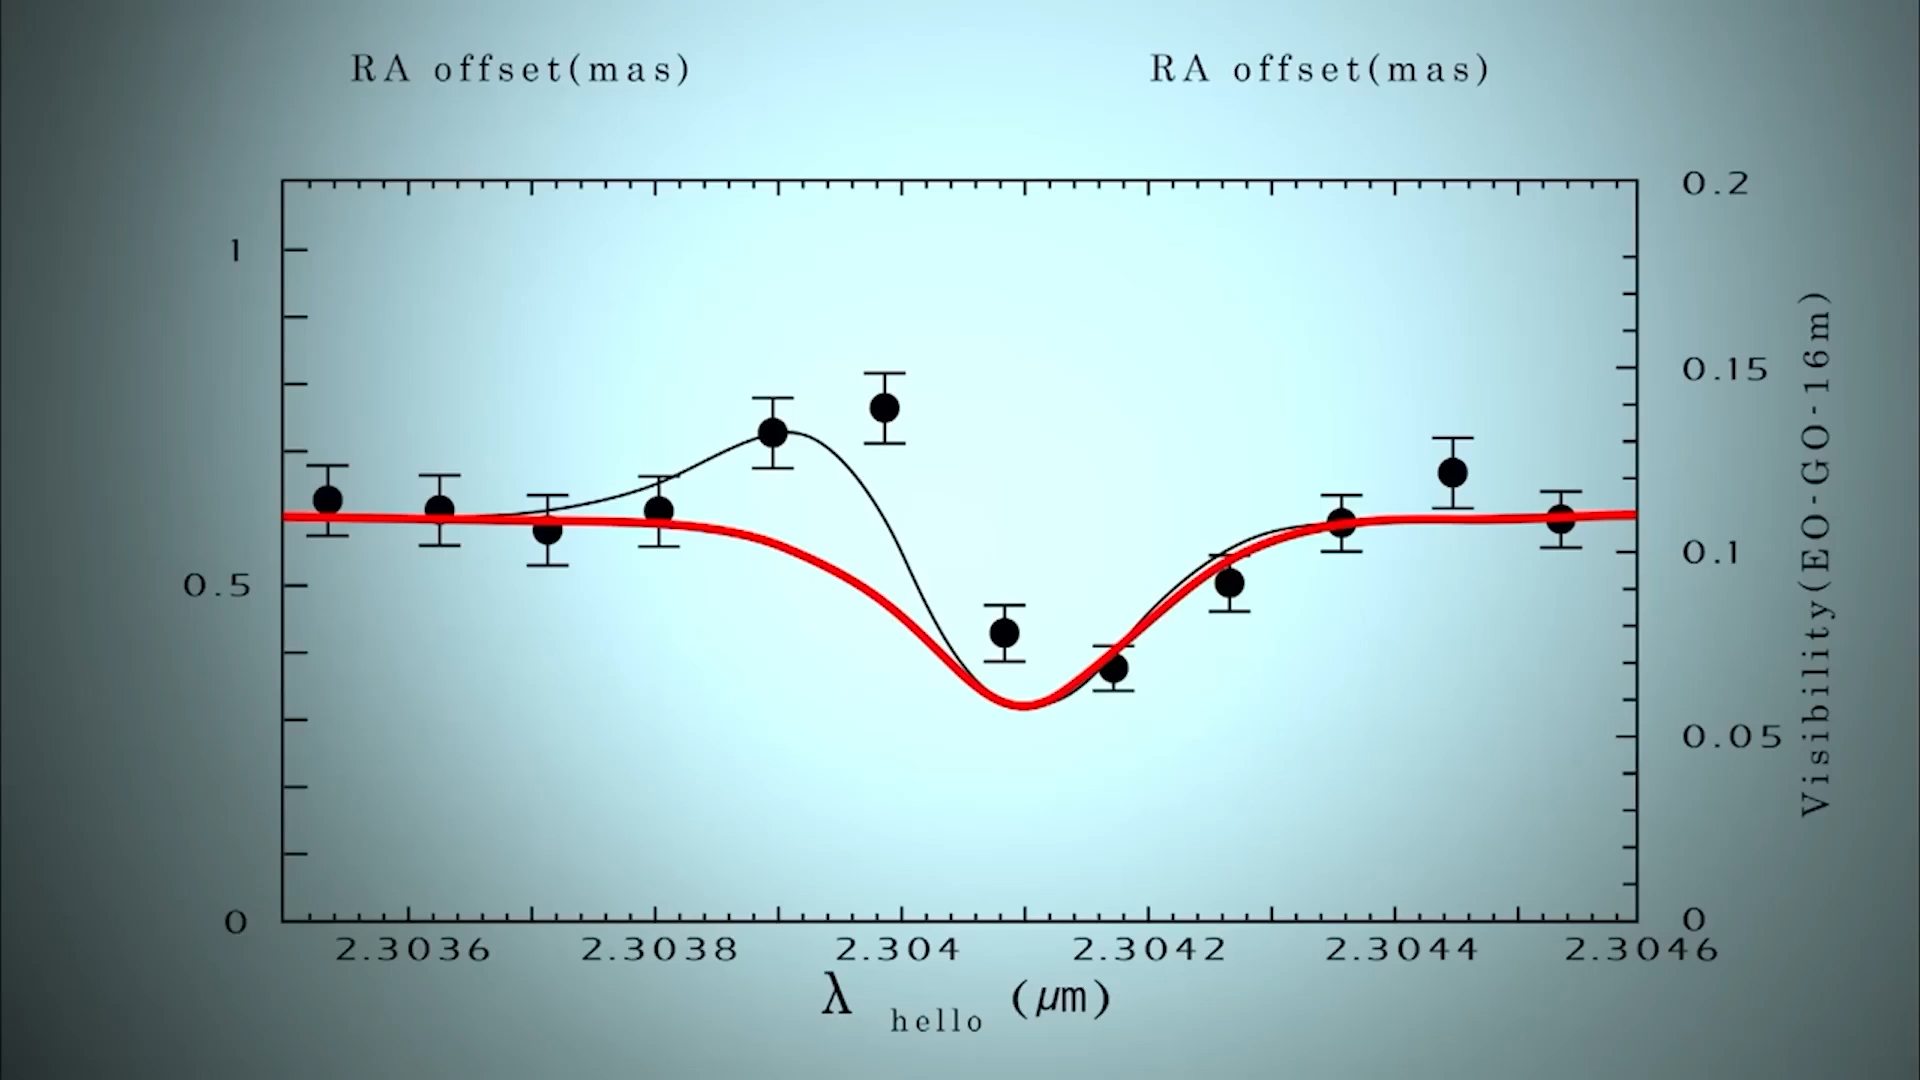 RA offset(mas) RA offset(mas)
0.2
1
0.15
0.1
0.5
0.05
0
0
2.3036 2.3038 2.304 2.3042 2.3044 2.3046
λ hello (μm)
Visibility(EO-GO-16m)